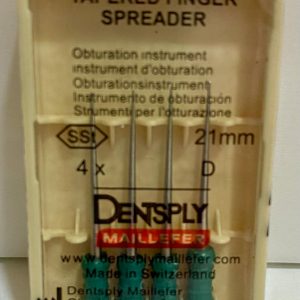 TAPERED FINGER
SPREADER
Obturation instrument
instrument d'obturation
Obturationsinstrument
Instrumento de obturación
Strumenti per l'otturazione
SSt 21mm
4 x D
DENTSPLY
MAILLEFER
www.dentsplymaillefer.com
Made in Switzerland
Dentsply Maillefer